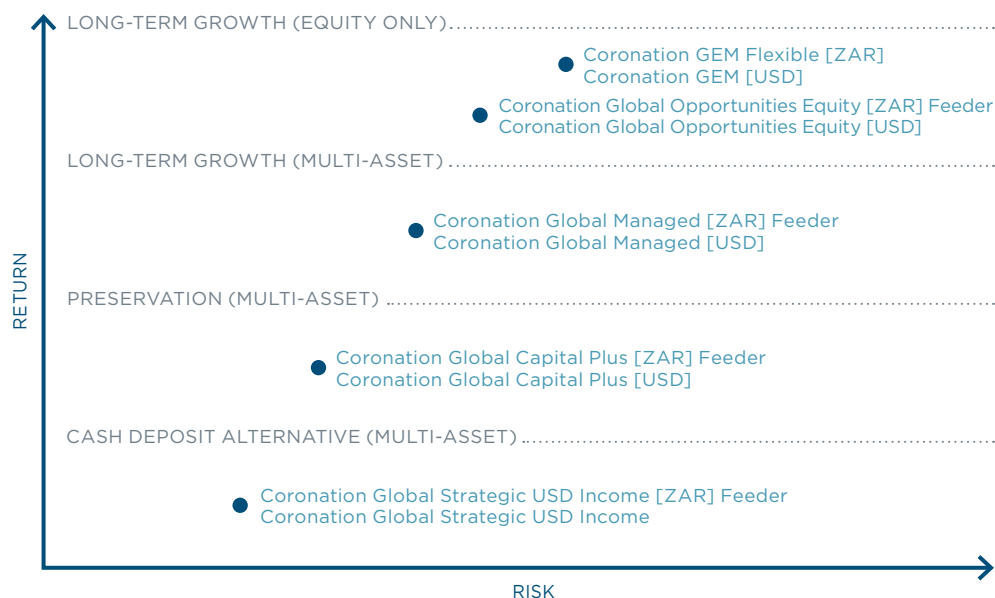 LONG-TERM GROWTH (EQUITY ONLY)
Coronation GEM Flexible [ZAR]
Coronation GEM [USD]
Coronation Global Opportunities Equity [ZAR] Feeder
Coronation Global Opportunities Equity [USD]
LONG-TERM GROWTH (MULTI-ASSET)
Coronation Global Managed [ZAR] Feeder
Coronation Global Managed [USD]
RETURN
PRESERVATION (MULTI-ASSET)
Coronation Global Capital Plus [ZAR] Feeder
Coronation Global Capital Plus [USD]
CASH DEPOSIT ALTERNATIVE (MULTI-ASSET)
Coronation Global Strategic USD Income [ZAR] Feeder
Coronation Global Strategic USD Income
RISK